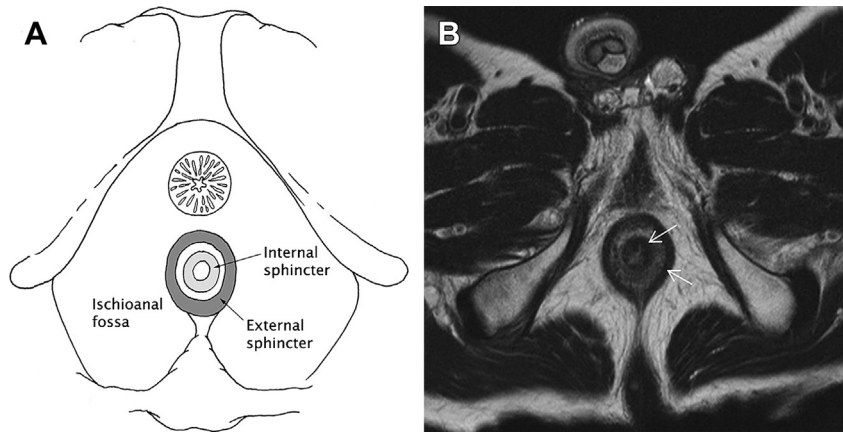 A
B
Internal
sphincter
Ischioanal
fossa
External
sphincter